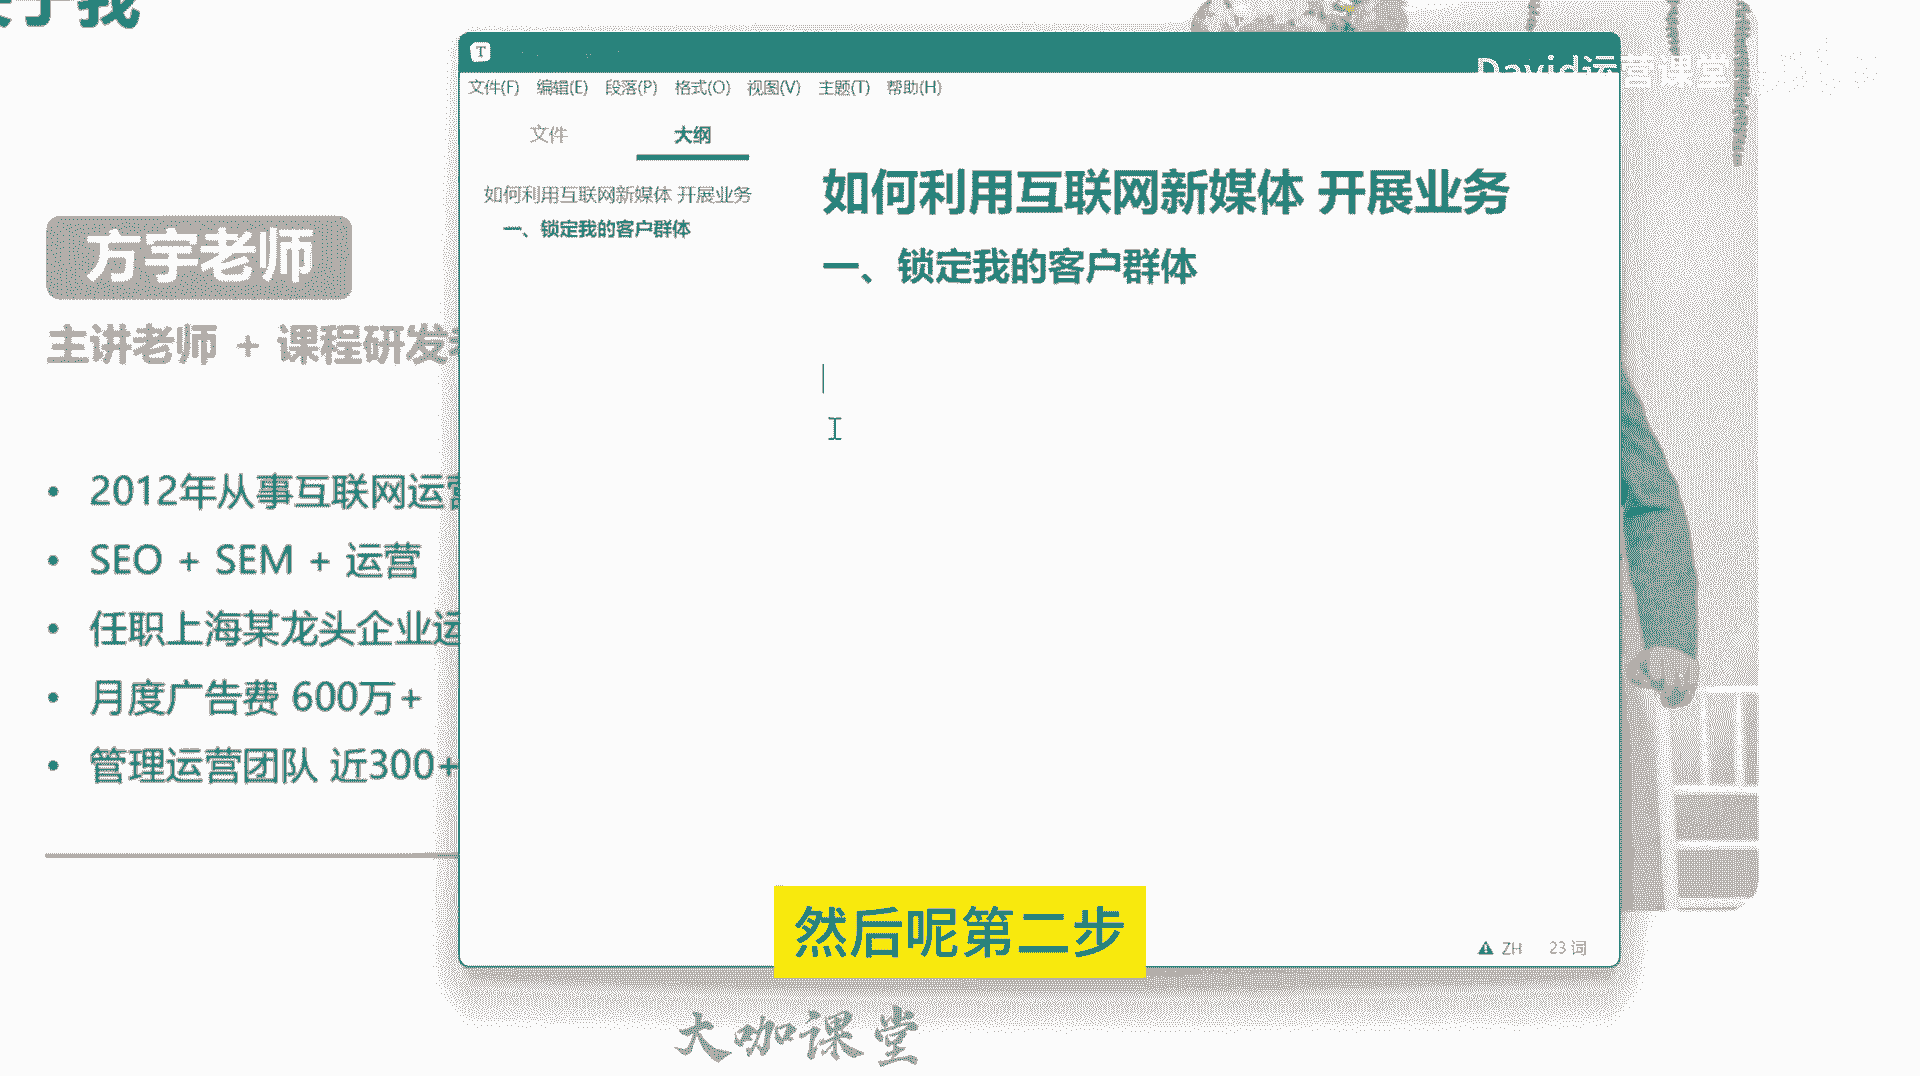 于我
David运营课堂
文件(F) 编辑(E) 段落(P) 格式(O) 视图(V) 主题(T) 帮助(H)
文件 大纲
如何利用互联网新媒体 开展业务
一、锁定我的客户群体
如何利用互联网新媒体 开展业务
一、锁定我的客户群体
方宇老师
主讲老师 + 课程研发
• 2012年从事互联网运营
• SEO + SEM + 运营
• 任职上海某龙头企业运
• 月度广告费 600万+
• 管理运营团队 近300+
然后呢第二步
ZH 23 词
大咖课堂